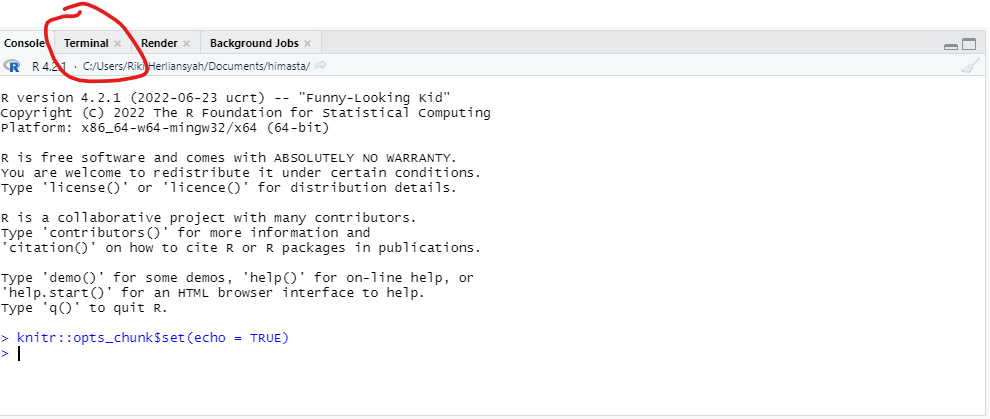 Console Terminal Render Background Jobs
R R 4.2.1 · C:/Users/Riki Herliansyah/Documents/himasta/
R version 4.2.1 (2022-06-23 ucrt) -- "Funny-Looking Kid"
Copyright (C) 2022 The R Foundation for Statistical Computing
Platform: x86_64-w64-mingw32/x64 (64-bit)
R is free software and comes with ABSOLUTELY NO WARRANTY.
You are welcome to redistribute it under certain conditions.
Type 'license()' or 'licence()' for distribution details.
R is a collaborative project with many contributors.
Type 'contributors()' for more information and
'citation()' on how to cite R or R packages in publications.
Type 'demo()' for some demos, 'help()' for on-line help, or
'help.start()' for an HTML browser interface to help.
Type 'q()' to quit R.
> knitr::opts_chunk$set(echo = TRUE)
>